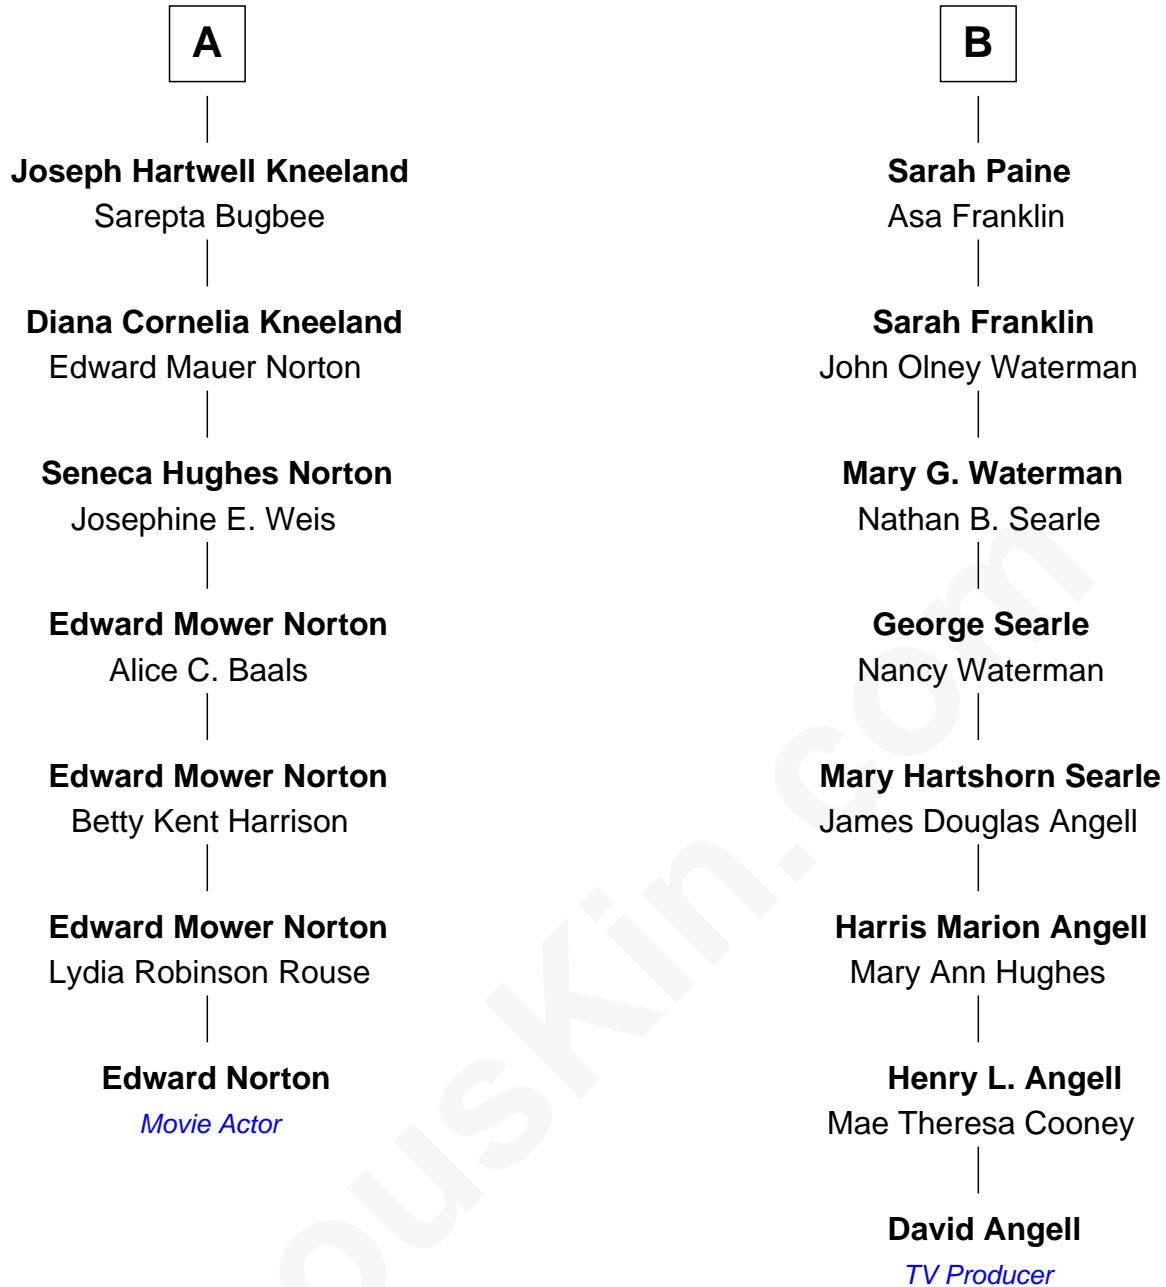 A
Joseph Hartwell Kneeland
Sarepta Bugbee
Diana Cornelia Kneeland
Edward Mauer Norton
Seneca Hughes Norton
Josephine E. Weis
Edward Mower Norton
Alice C. Baals
Edward Mower Norton
Betty Kent Harrison
Edward Mower Norton
Lydia Robinson Rouse
Edward Norton
Movie Actor
B
Sarah Paine
Asa Franklin
Sarah Franklin
John Olney Waterman
Mary G. Waterman
Nathan B. Searle
George Searle
Nancy Waterman
Mary Hartshorn Searle
James Douglas Angell
Harris Marion Angell
Mary Ann Hughes
Henry L. Angell
Mae Theresa Cooney
David Angell
TV Producer
ousKin.com